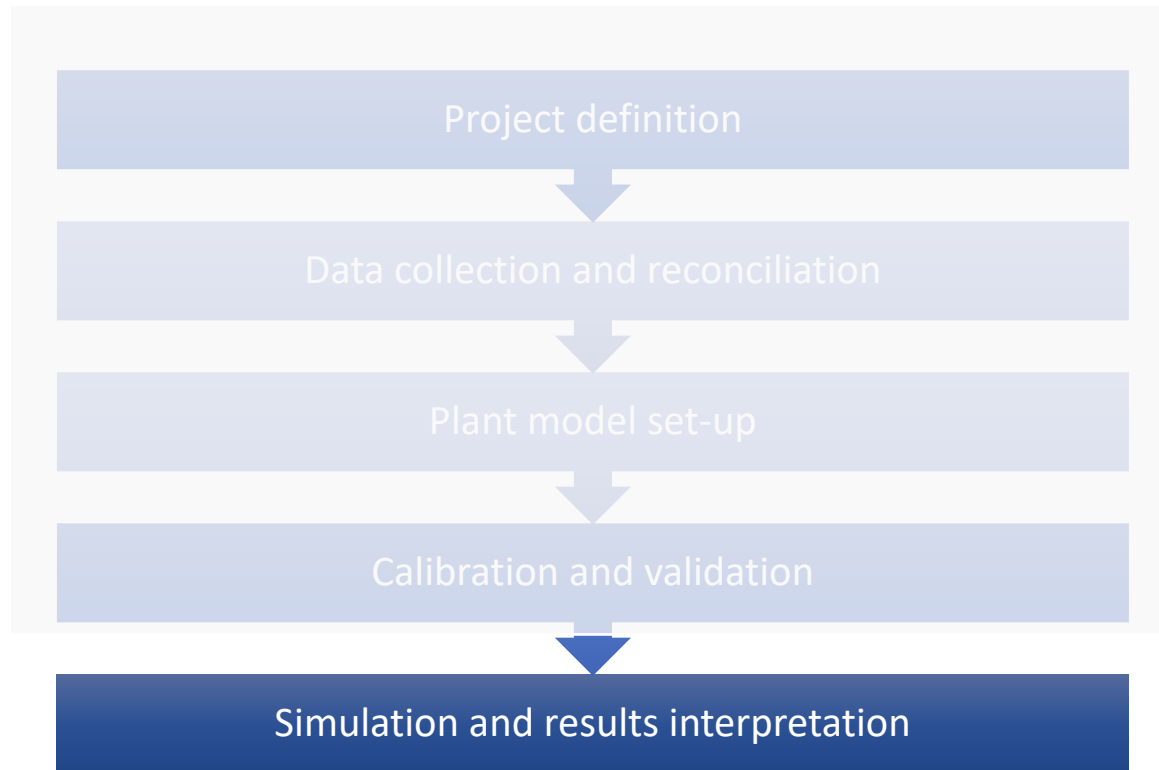 Project definition
Data collection and reconciliation
Plant model set-up
Calibration and validation
Simulation and results interpretation